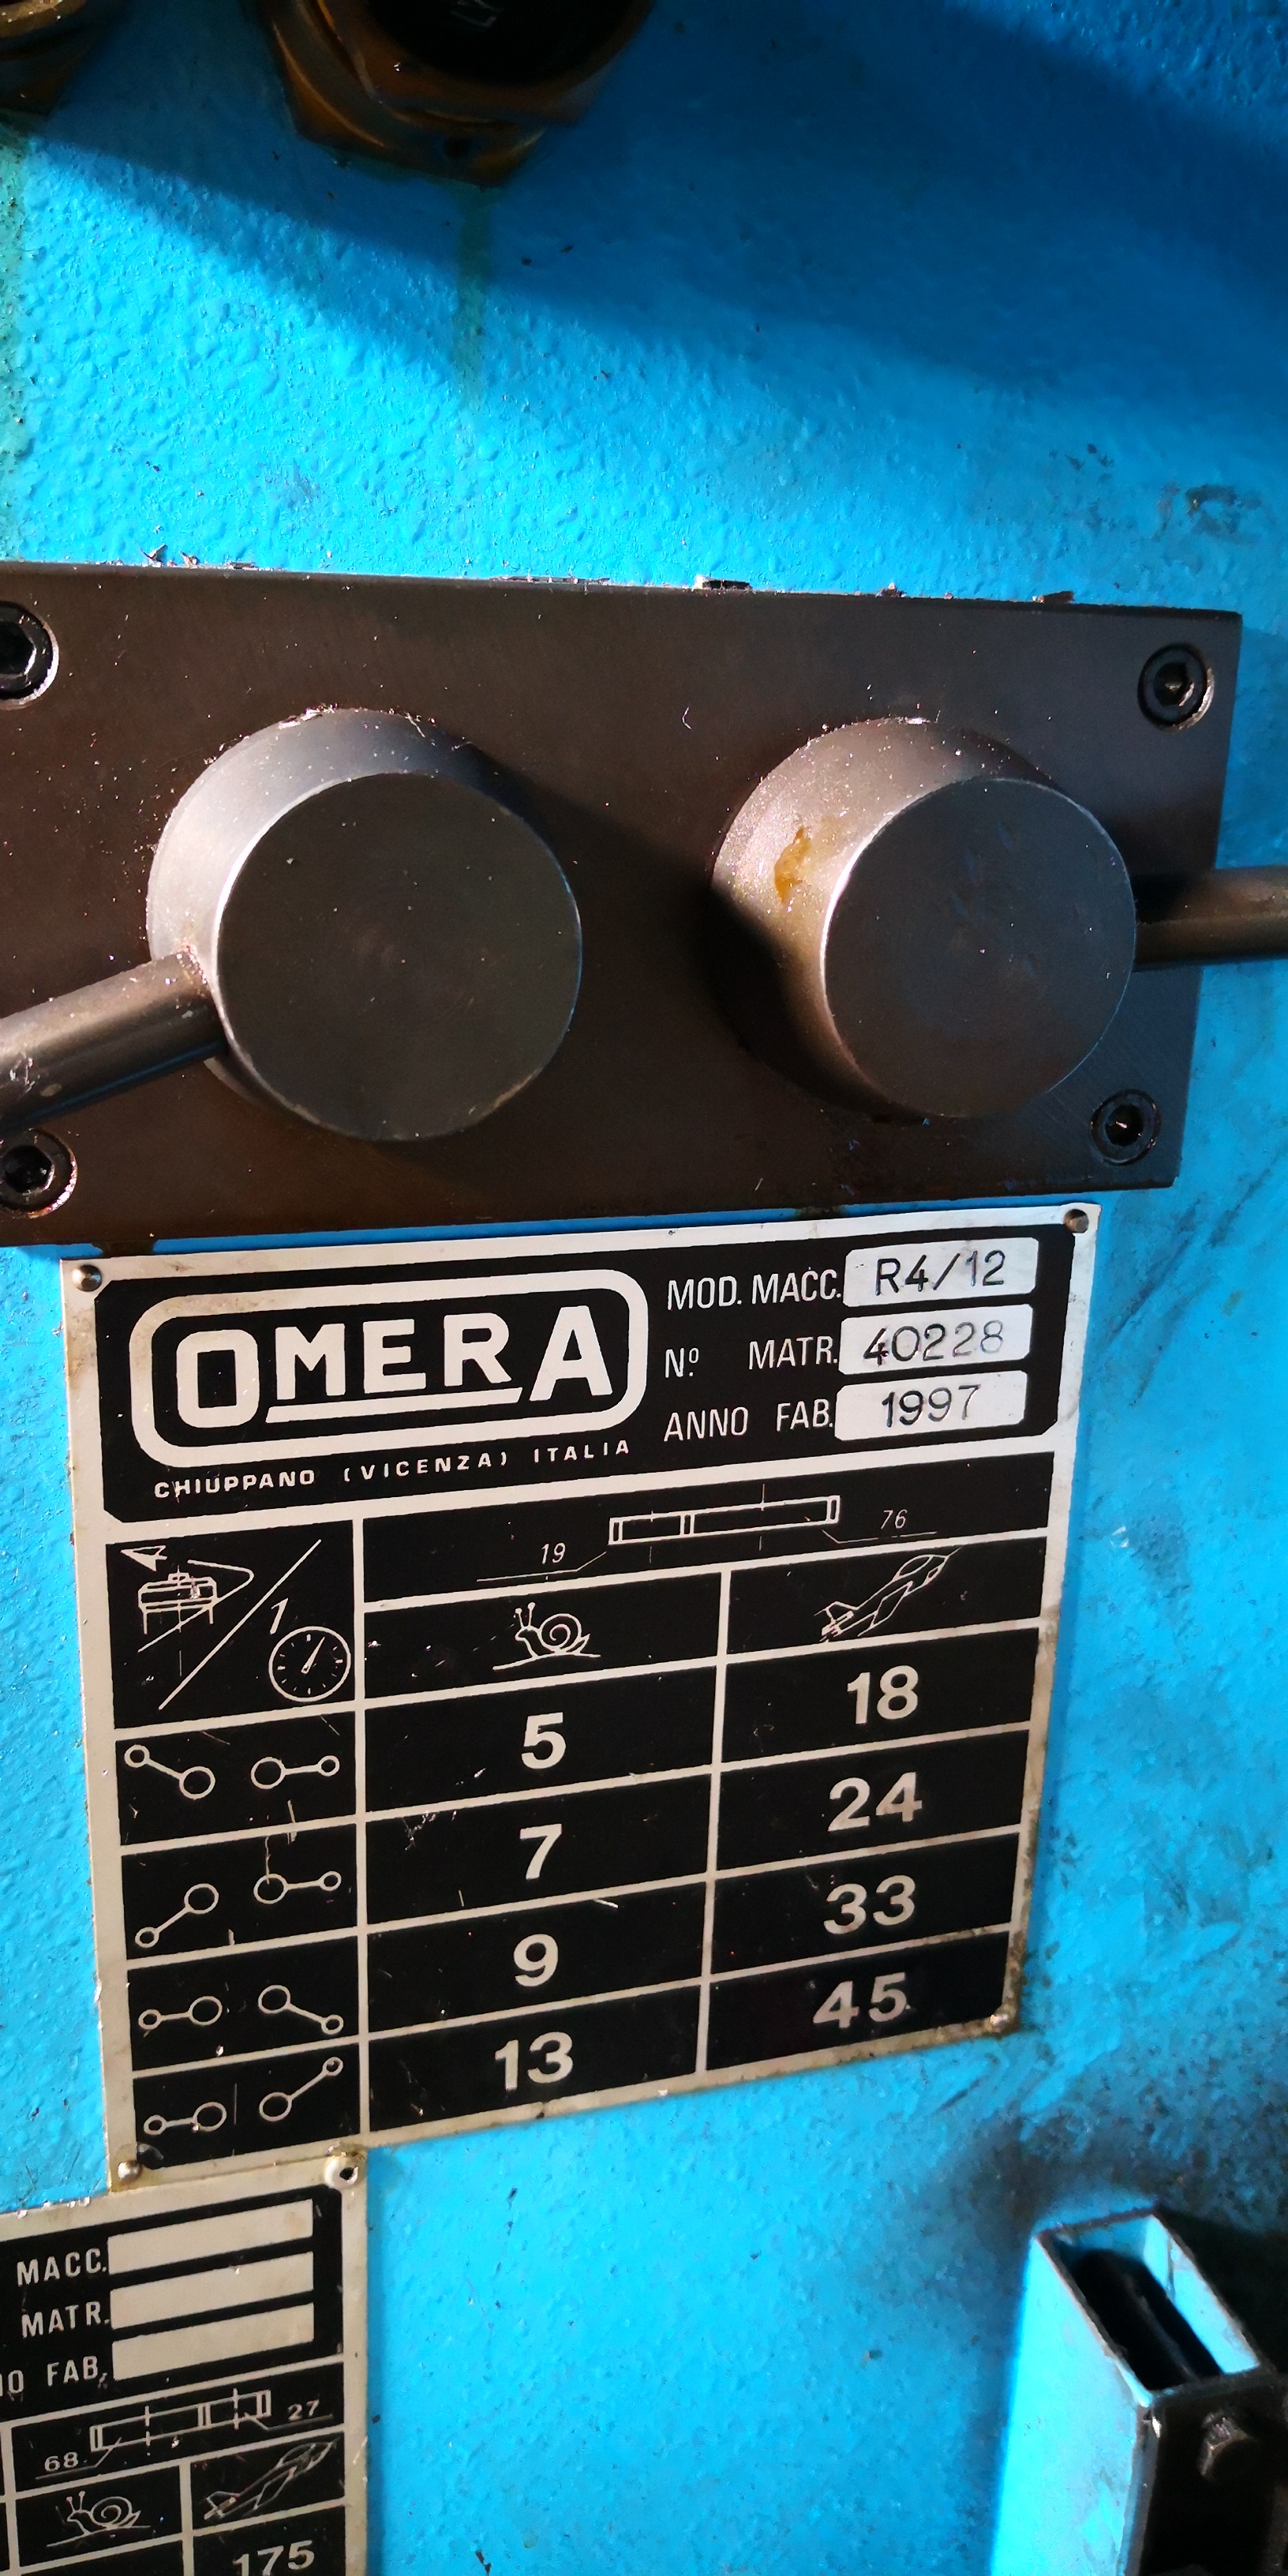 OMERA
CHIUPPANO (VICENZA) ITALIA
MOD. MACC. R4/12
Nº MATR. 40228
ANNO FAB. 1997
19 76
1
5 18
7 24
9 33
13 45
MACC.
MATR.
FAB.
68 27
175